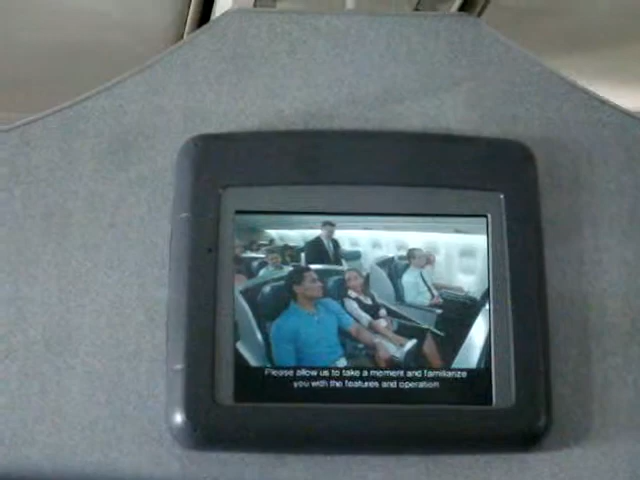 Please allow us to take a moment and familiarize
you with the features and operation